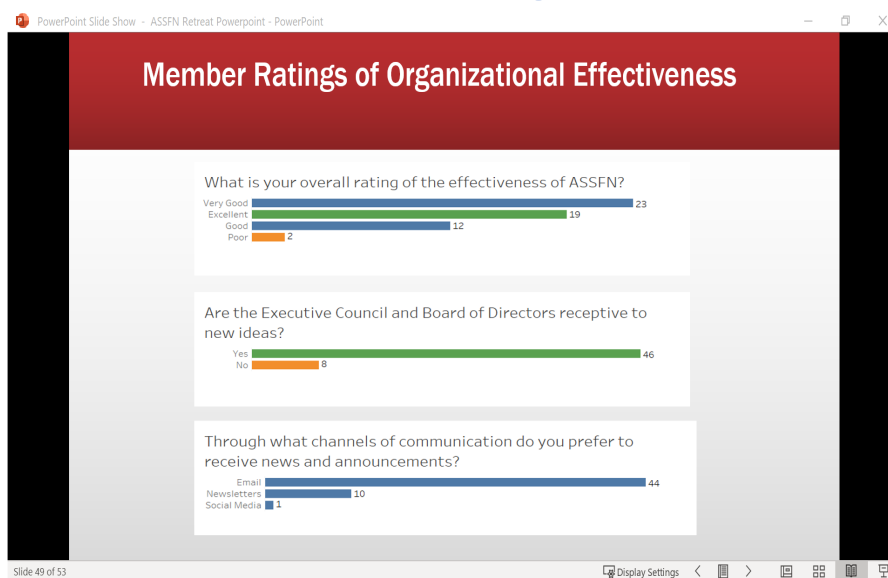 PowerPoint Slide Show - ASSFN Retreat Powerpoint - PowerPoint
Member Ratings of Organizational Effectiveness
What is your overall rating of the effectiveness of ASSFN?
Very Good 23
Excellent 19
Good 12
Poor 2
Are the Executive Council and Board of Directors receptive to
new ideas?
Yes 46
No 8
Through what channels of communication do you prefer to
receive news and announcements?
Email 44
Newsletters 10
Social Media 1
Slide 49 of 53 Display Settings